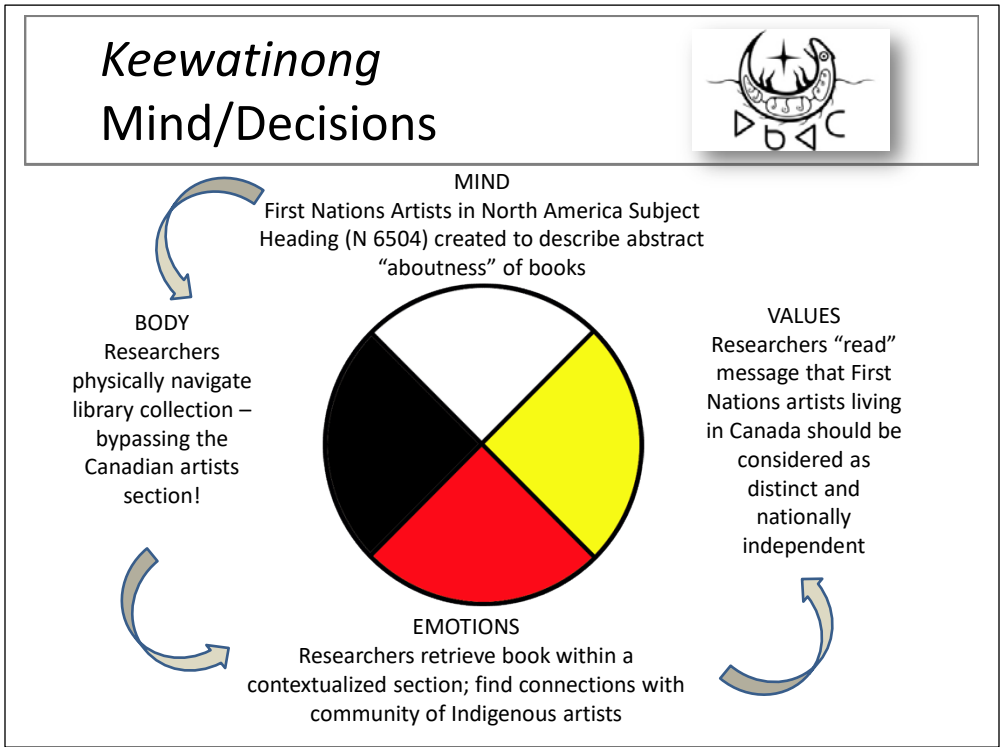 Keewatinong
Mind/Decisions
ᐅᑲᐊᑕ
MIND
First Nations Artists in North America Subject
Heading (N 6504) created to describe abstract
“aboutness” of books
BODY
Researchers
physically navigate
library collection –
bypassing the
Canadian artists
section!
EMOTIONS
Researchers retrieve book within a
contextualized section; find connections with
community of Indigenous artists
VALUES
Researchers “read”
message that First
Nations artists living
in Canada should be
considered as
distinct and
nationally
independent